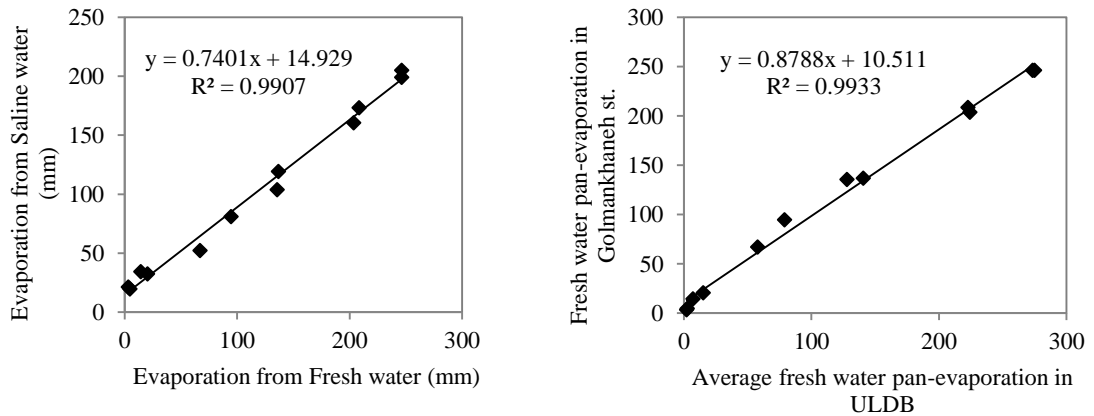 Evaporation from Saline water
(mm)
250
200
150
100
50
0
y = 0.7401x + 14.929
R² = 0.9907
0 100 200 300
Evaporation from Fresh water (mm)
Fresh water pan-evaporation in
Golmankhaneh st.
300
250
200
150
100
50
0
y = 0.8788x + 10.511
R² = 0.9933
0 100 200 300
Average fresh water pan-evaporation in
ULDB